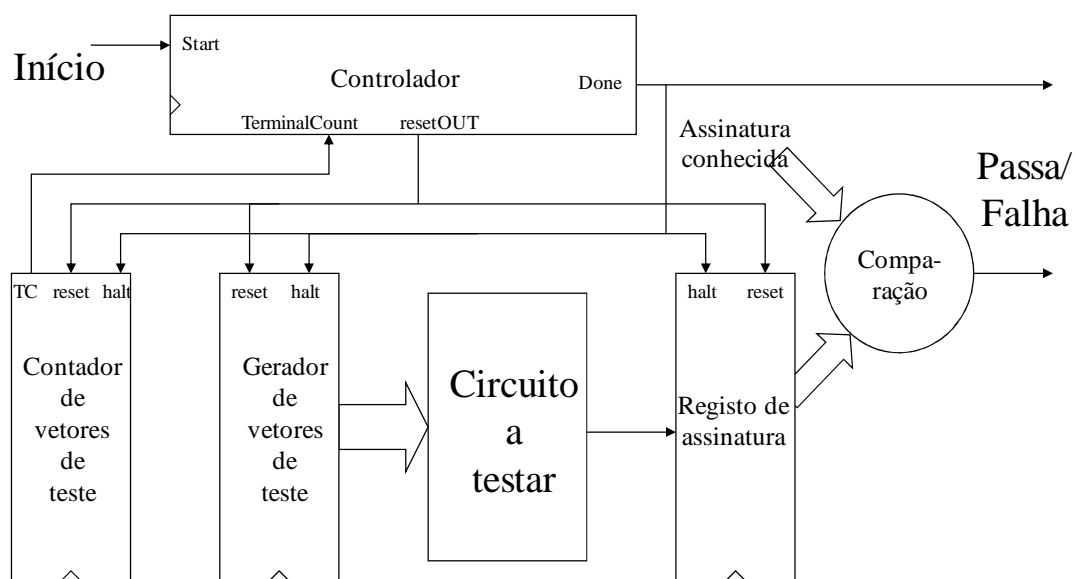 Início
Start
Controlador
Done
TerminalCount
resetOUT
Assinatura
conhecida
Passa/
Falha
TC
reset
halt
reset
halt
halt
reset
Compa-
ração
Contador
de
vetores
de
teste
Gerador
de
vetores
de
teste
Circuito
a
testar
Registo de
assinatura